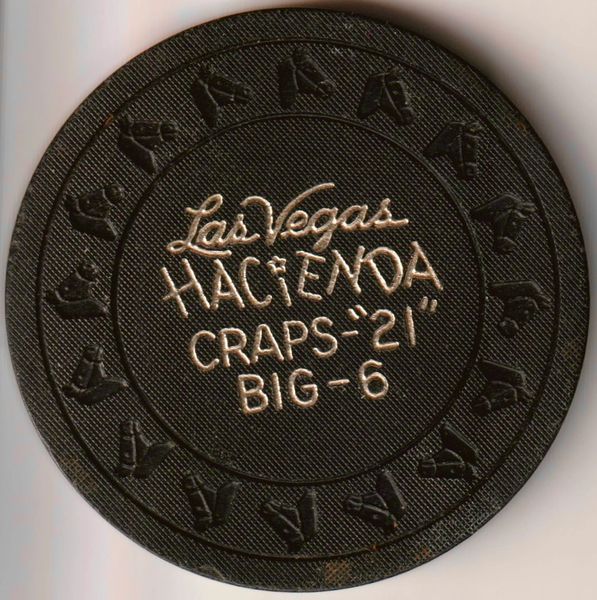 Las Vegas
HACiENDA
CRAPS-"21"
BIG-6